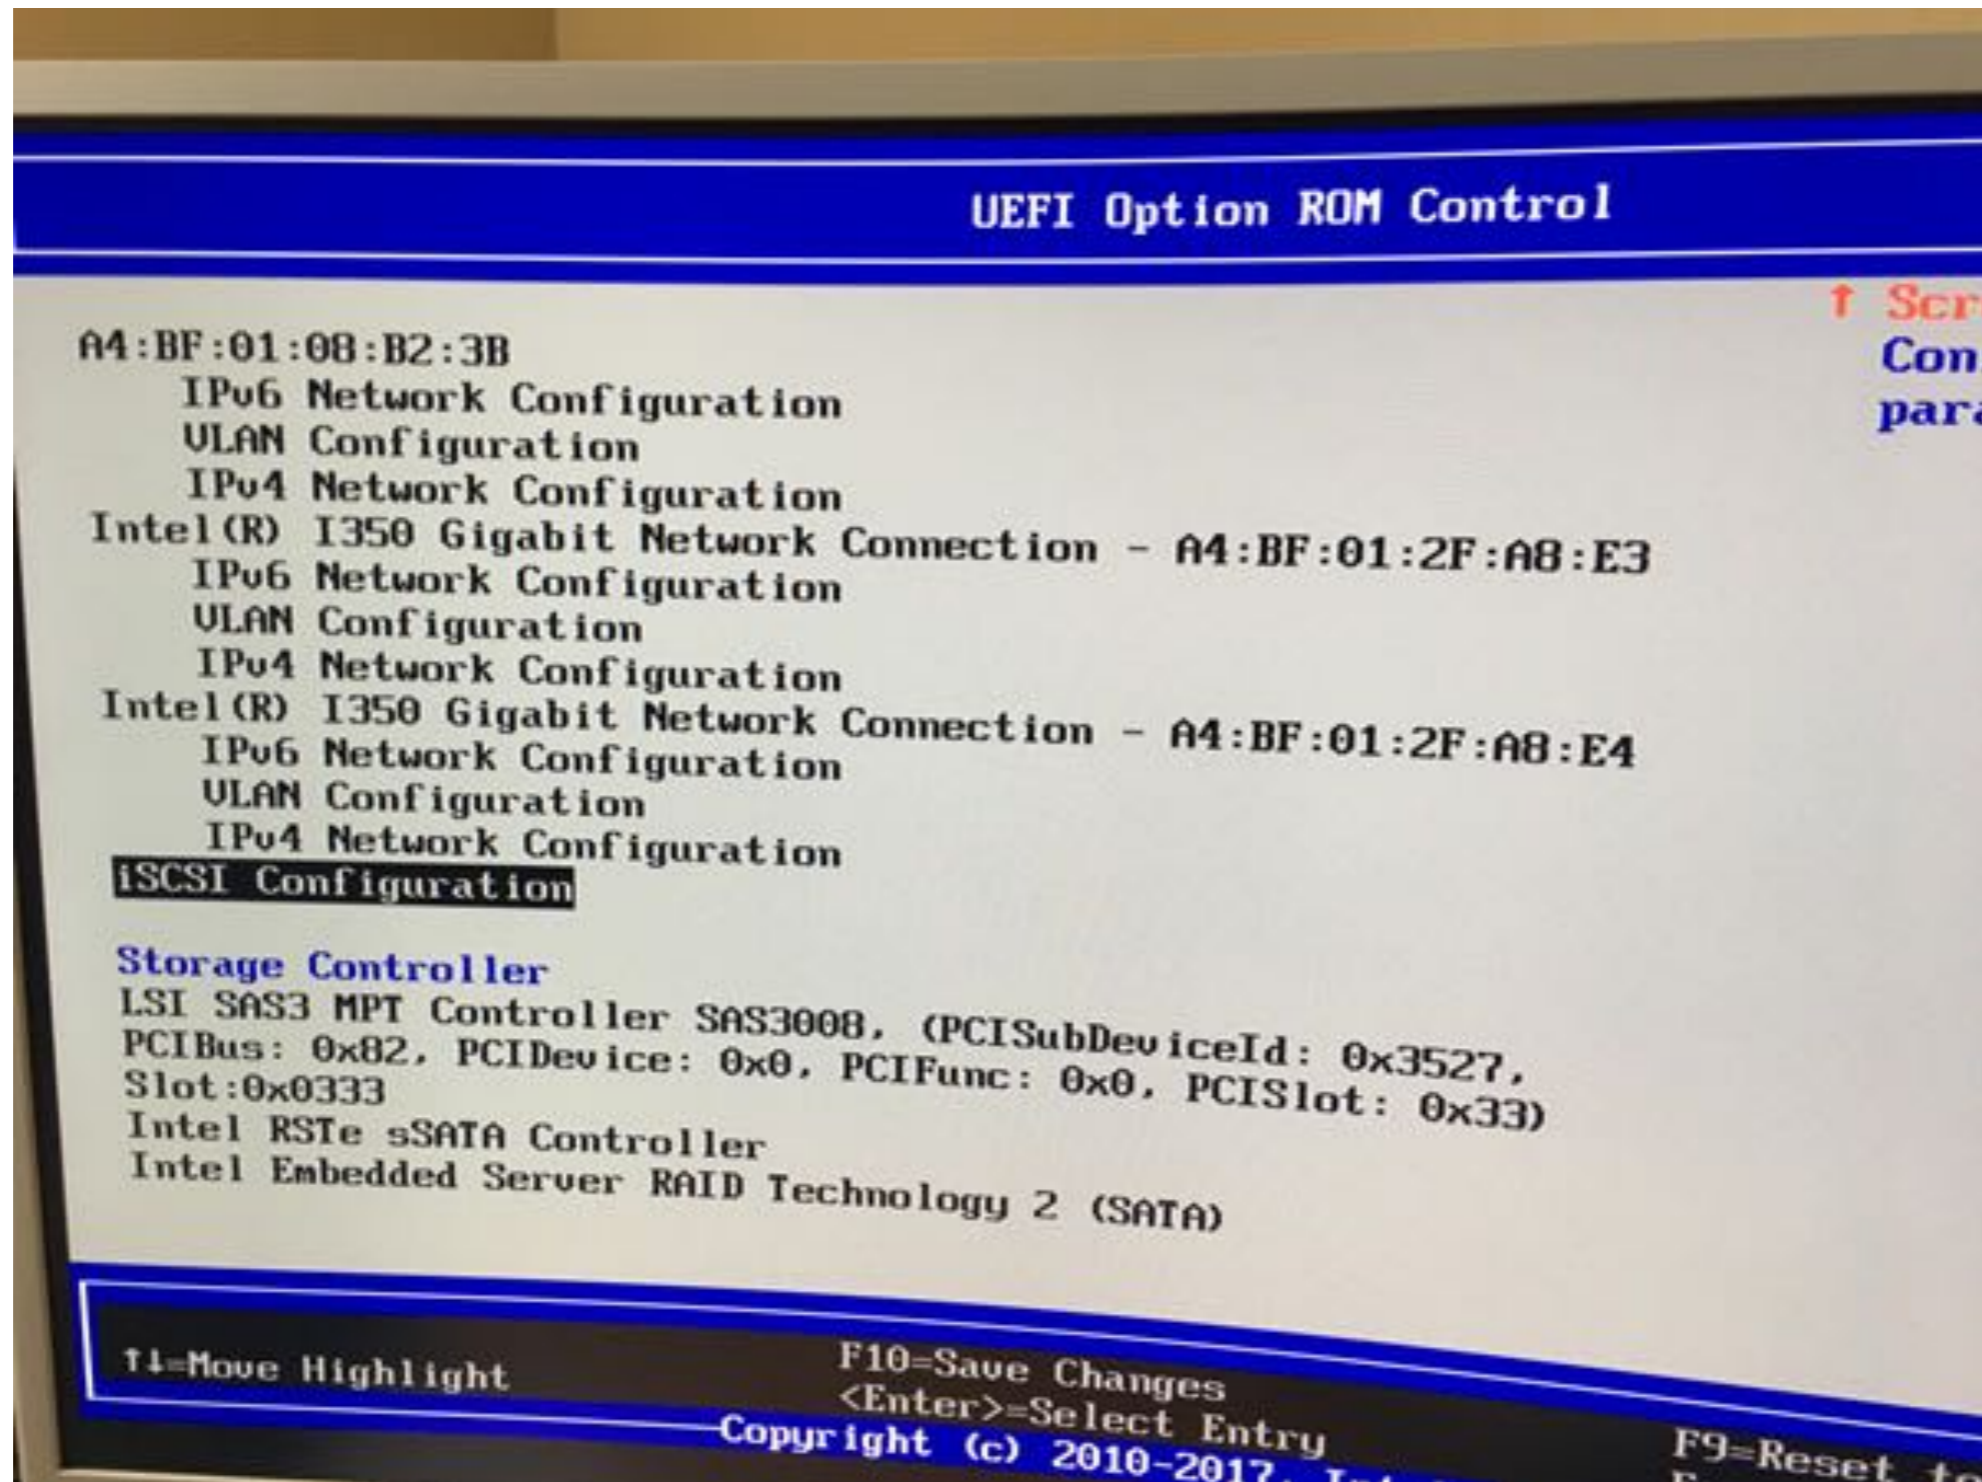 UEFI Option ROM Control
A4:BF:01:08:B2:3B
IPv6 Network Configuration
VLAN Configuration
IPv4 Network Configuration
Intel(R) I350 Gigabit Network Connection - A4:BF:01:2F:A8:E3
IPv6 Network Configuration
VLAN Configuration
IPv4 Network Configuration
Intel(R) I350 Gigabit Network Connection - A4:BF:01:2F:A8:E4
IPv6 Network Configuration
VLAN Configuration
IPv4 Network Configuration
iSCSI Configuration
↑ Scr
Con
para
Storage Controller
LSI SAS3 MPT Controller SAS3008, (PCISubDeviceId: 0x3527,
PCIBus: 0x82, PCIDevice: 0x0, PCIFunc: 0x0, PCISlot: 0x33)
Slot:0x0333
Intel RSTe sSATA Controller
Intel Embedded Server RAID Technology 2 (SATA)
↑↓=Move Highlight
F10=Save Changes
<Enter>=Select Entry
F9=Reset to
Copyright (c) 2010-2017,